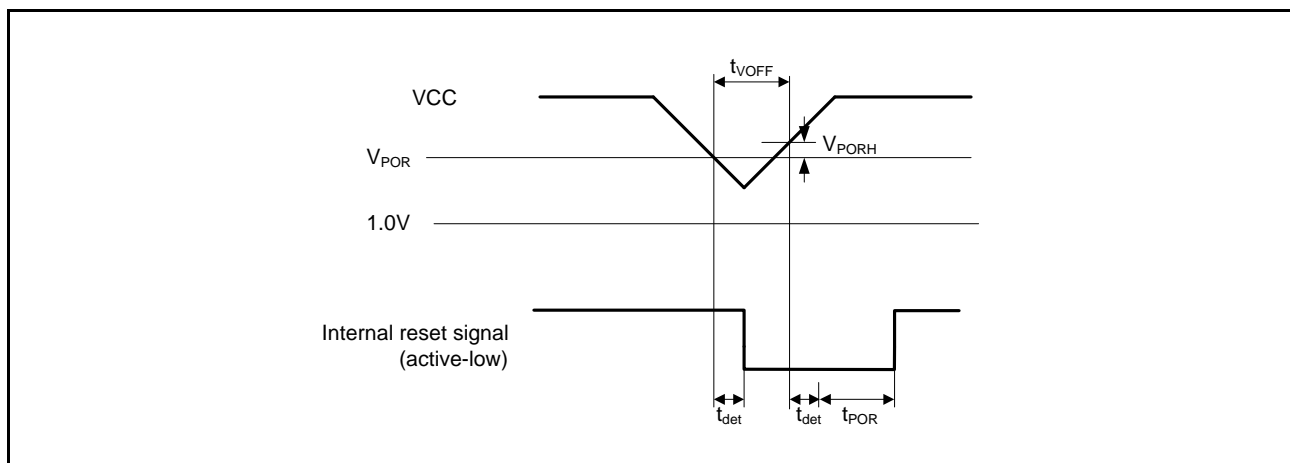 tVOFF
VCC
VPORH
VPOR
1.0V
Internal reset signal
(active-low)
tdet
tdet
tPOR